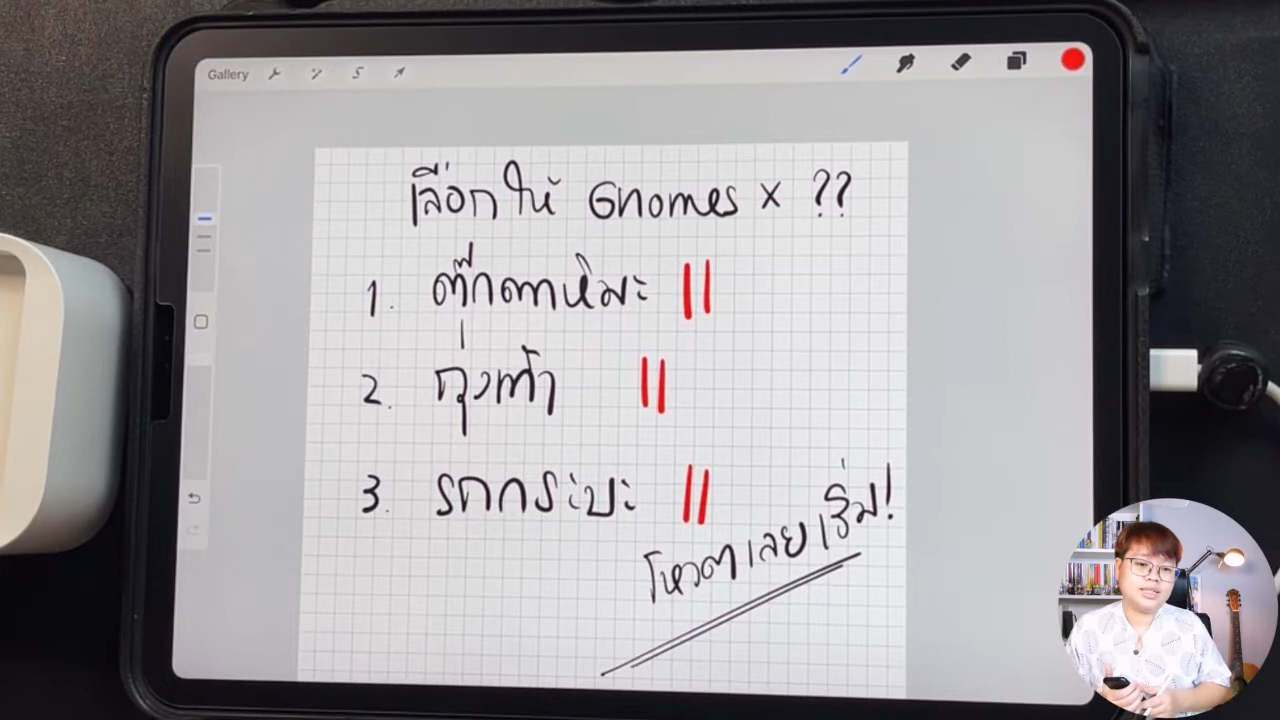 Gallery
เลือกให้ Gnomes x ??
1. ตุ๊กตาหิมะ ||
2. ถุงเท้า ||
3. รถกระบะ ||
โหวตเลยเริ่ม!